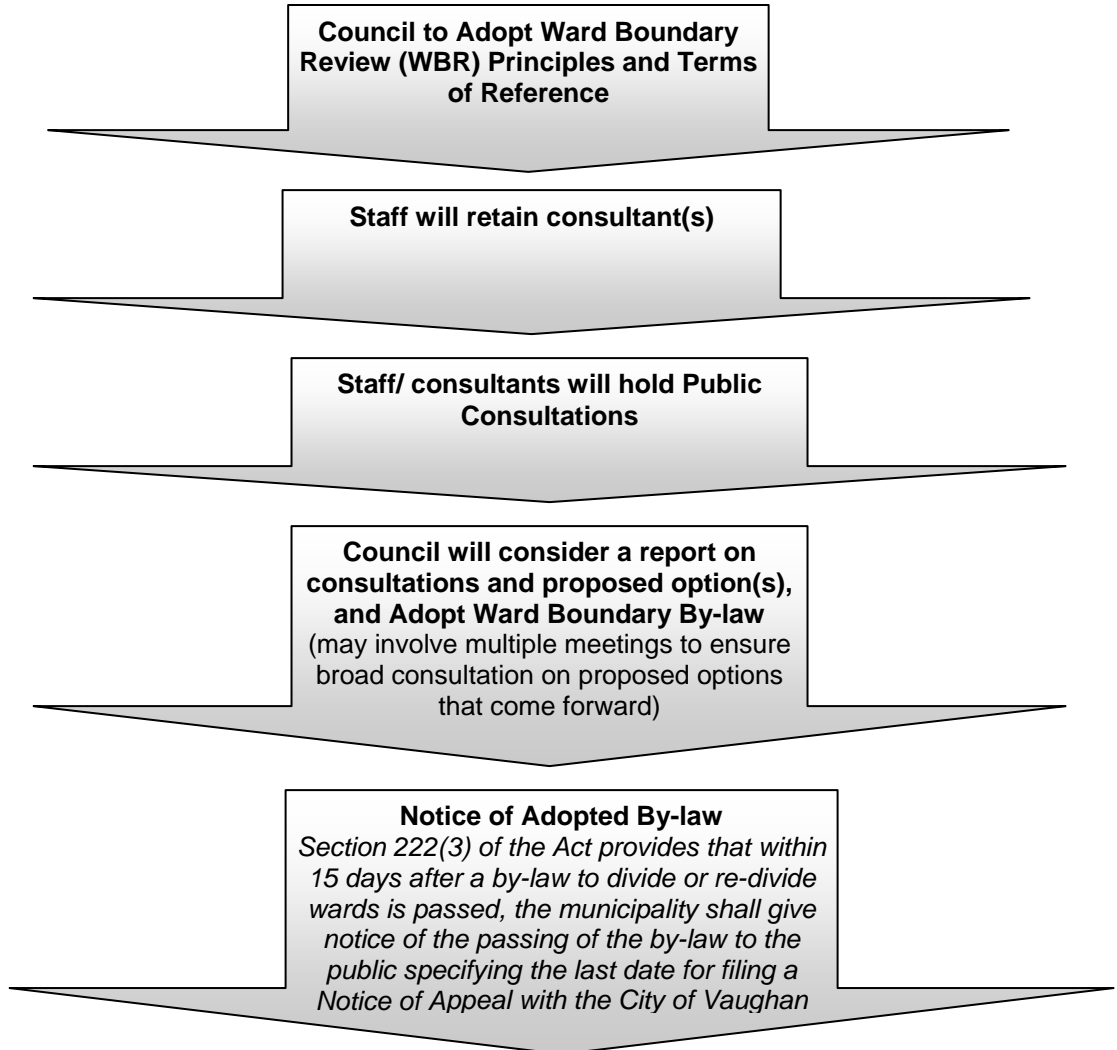 Council to Adopt Ward Boundary
Review (WBR) Principles and Terms
of Reference
Staff will retain consultant(s)
Staff/ consultants will hold Public
Consultations
Council will consider a report on
consultations and proposed option(s),
and Adopt Ward Boundary By-law
(may involve multiple meetings to ensure
broad consultation on proposed options
that come forward)
Notice of Adopted By-law
Section 222(3) of the Act provides that within
15 days after a by-law to divide or re-divide
wards is passed, the municipality shall give
notice of the passing of the by-law to the
public specifying the last date for filing a
Notice of Appeal with the City of Vaughan